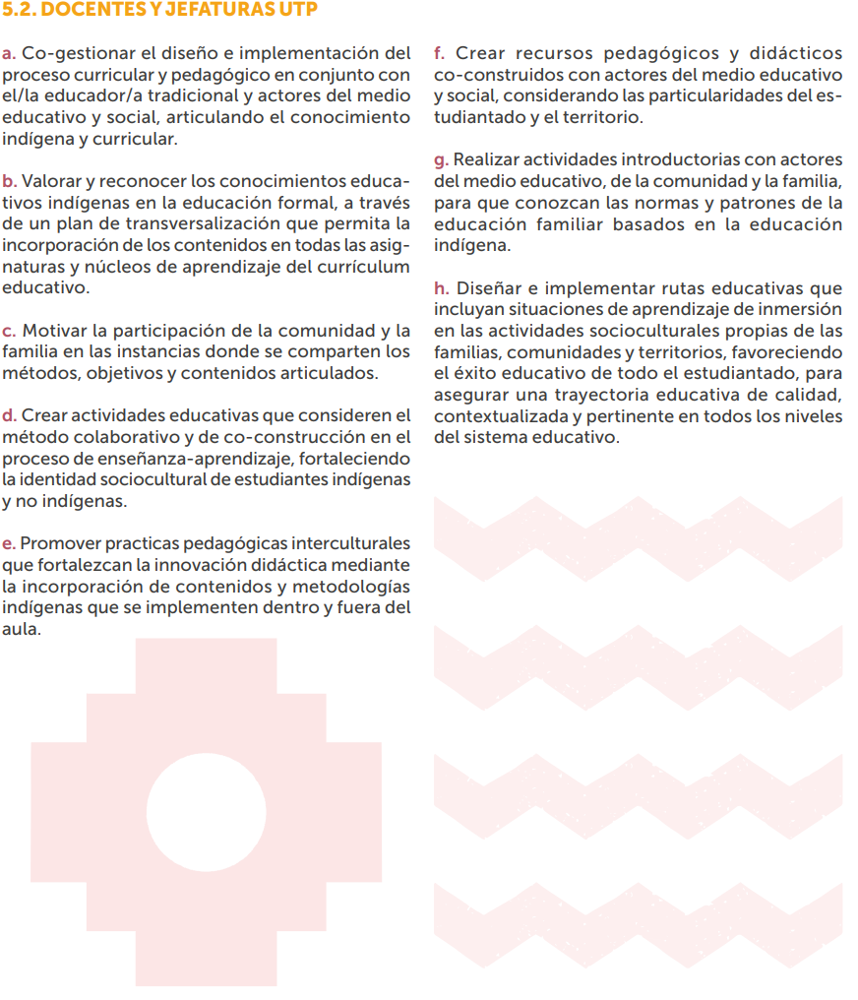 5.2. DOCENTES Y JEFATURAS UTP
a. Co-gestionar el diseño e implementación del
proceso curricular y pedagógico en conjunto con
el/la educador/a tradicional y actores del medio
educativo y social, articulando el conocimiento
indígena y curricular.
b. Valorar y reconocer los conocimientos educa-
tivos indígenas en la educación formal, a través
de un plan de transversalización que permita la
incorporación de los contenidos en todas las asig-
naturas y núcleos de aprendizaje del currículum
educativo.
c. Motivar la participación de la comunidad y la
familia en las instancias donde se comparten los
métodos, objetivos y contenidos articulados.
d. Crear actividades educativas que consideren el
método colaborativo y de co-construcción en el
proceso de enseñanza-aprendizaje, fortaleciendo
la identidad sociocultural de estudiantes indígenas
y no indígenas.
e. Promover practicas pedagógicas interculturales
que fortalezcan la innovación didáctica mediante
la incorporación de contenidos y metodologías
indígenas que se implementen dentro y fuera del
aula.
f. Crear recursos pedagógicos y didácticos
co-construidos con actores del medio educativo
y social, considerando las particularidades del es-
tudiantado y el territorio.
g. Realizar actividades introductorias con actores
del medio educativo, de la comunidad y la familia,
para que conozcan las normas y patrones de la
educación familiar basados en la educación
indígena.
h. Diseñar e implementar rutas educativas que
incluyan situaciones de aprendizaje de inmersión
en las actividades socioculturales propias de las
familias, comunidades y territorios, favoreciendo
el éxito educativo de todo el estudiantado, para
asegurar una trayectoria educativa de calidad,
contextualizada y pertinente en todos los niveles
del sistema educativo.